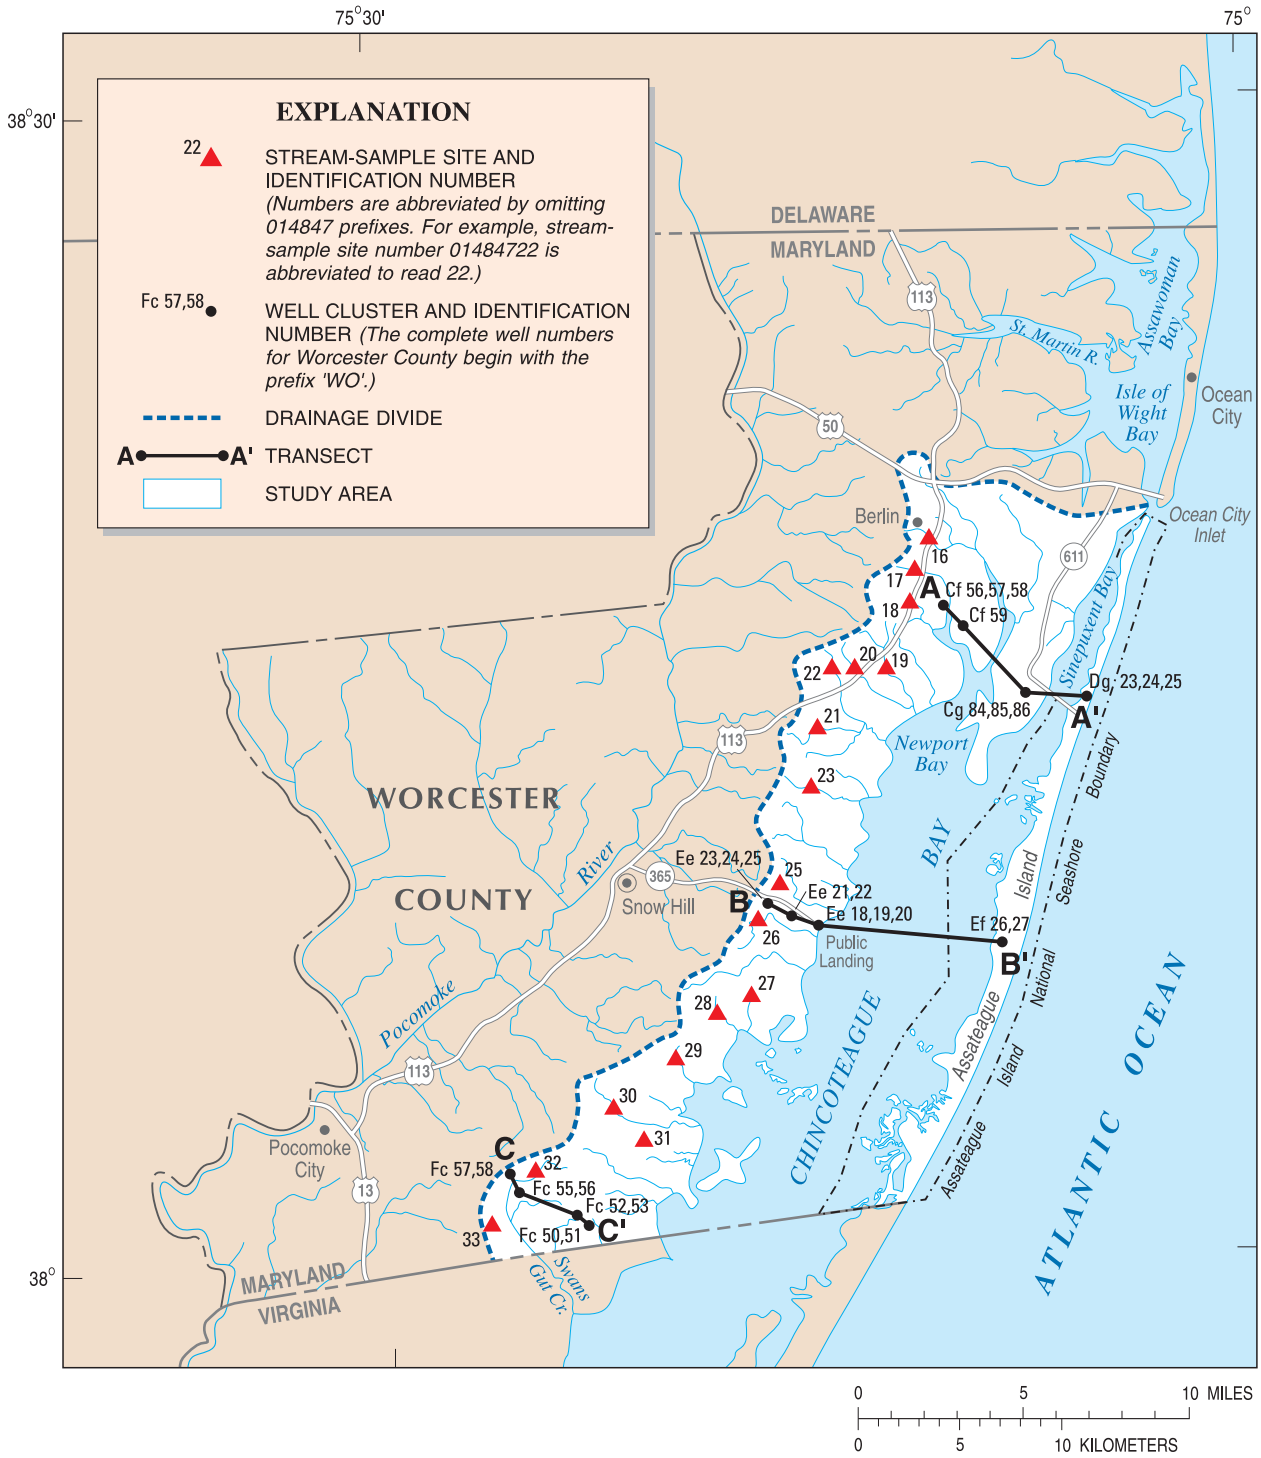 75°30'
75°
38°30'
EXPLANATION
22
STREAM-SAMPLE SITE AND
IDENTIFICATION NUMBER
(Numbers are abbreviated by omitting
014847 prefixes. For example, stream-
sample site number 01484722 is
abbreviated to read 22.)
Fc 57,58
WELL CLUSTER AND IDENTIFICATION
NUMBER (The complete well numbers
for Worcester County begin with the
prefix 'WO'.)
DRAINAGE DIVIDE
A A' TRANSECT
STUDY AREA
DELAWARE
MARYLAND
113
St. Martin R.
Assawoman
Bay
Isle of
Wight
Bay
Ocean
City
50
Berlin
Ocean City
Inlet
16
611
17
A
Cf 56,57,58
18
Cf 59
Sinepuxent Bay
20
19
22
Dg 23,24,25
Cg 84,85,86
A'
21
113
Newport
Bay
Boundary
23
WORCESTER
BAY
River
Ee 23,24,25
Island
Seashore
365
25
Ee 21,22
COUNTY
Snow Hill
B
Ee 18,19,20
Ef 26,27
26
Public
Landing
B'
National
27
28
Pocomoke
CHINCOTEAGUE
Assateague
OCEAN
29
Island
113
30
31
Pocomoke
City
C
Assateague
ATLANTIC
Fc 57,58
32
13
Fc 55,56
Fc 52,53
33
Fc 50,51
C'
38°
MARYLAND
VIRGINIA
Swans
Gut Cr.
0 5 10 MILES
0 5 10 KILOMETERS